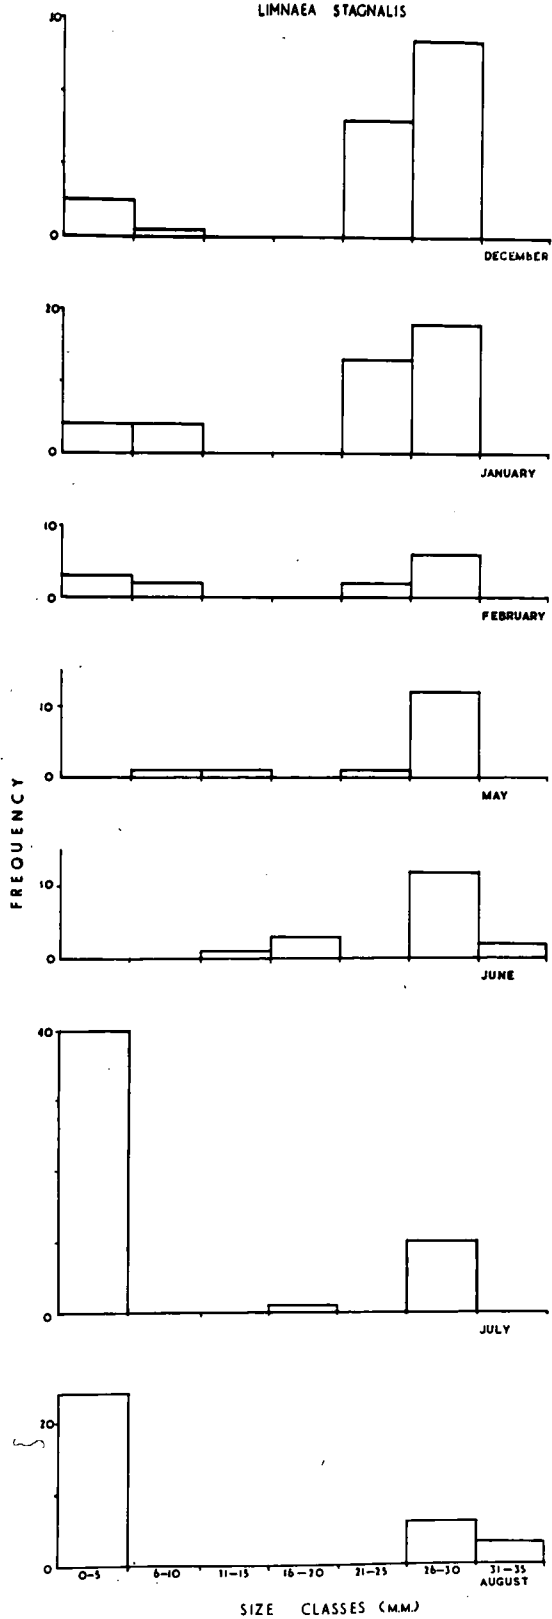 LIMNAEA STAGNALIS
30
0
DECEMBER
20
0
JANUARY
10
0
FEBRUARY
10
0
MAY
FREQUENCY
10
0
JUNE
40
0
JULY
20
0
0-5 6-10 11-15 16-20 21-25 26-30 31-35
AUGUST
SIZE CLASSES (M.M.)